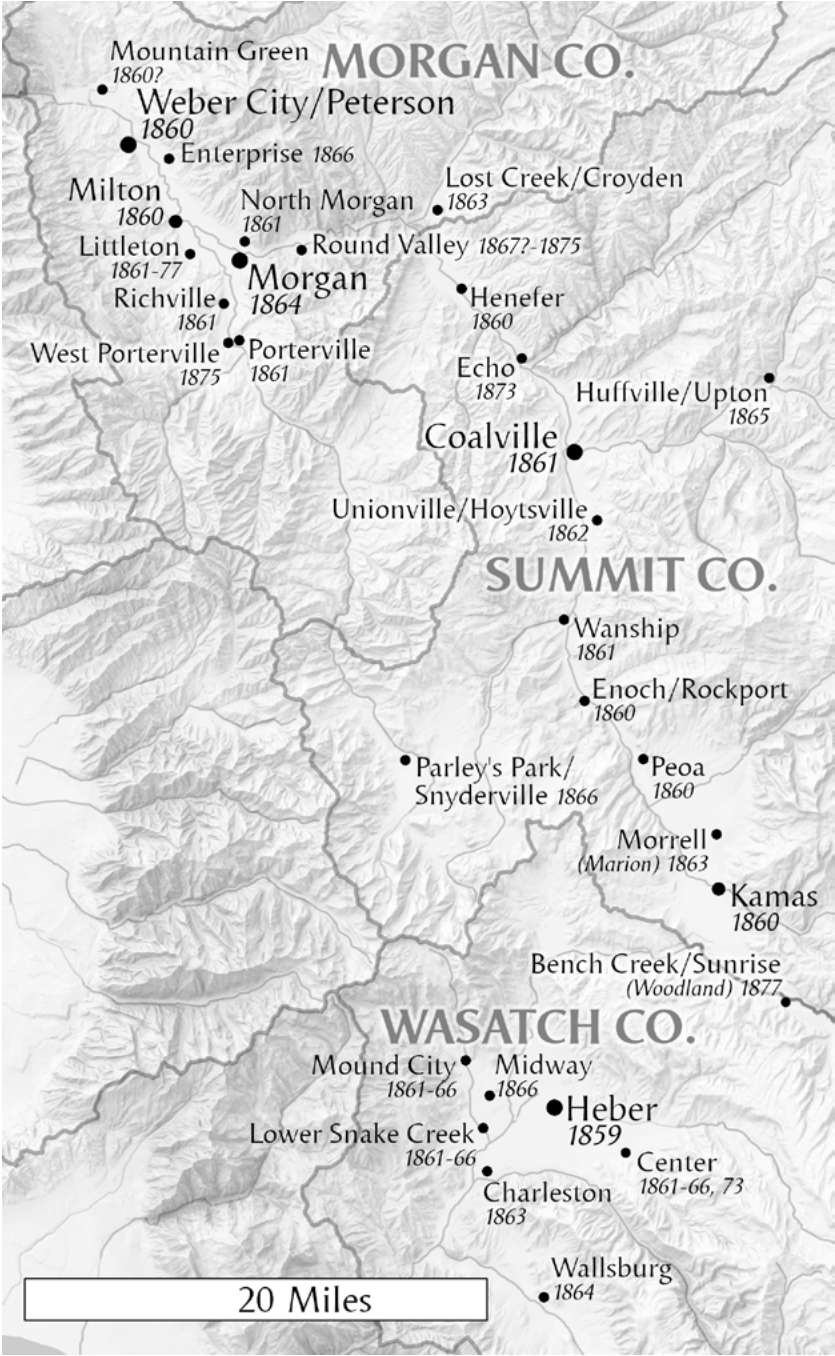 Mountain Green
1860?
MORGAN CO.
Weber City/Peterson
1860
Enterprise 1866
Milton
1860
North Morgan
1861
Lost Creek/Croyden
1863
Littleton
1861-77
Round Valley 1867?-1875
Morgan
1864
Richville
1861
Henefer
1860
West Porterville
1875
Porterville
1861
Echo
1873
Huffville/Upton
1865
Coalville
1861
Unionville/Hoytsville
1862
SUMMIT CO.
Wanship
1861
Enoch/Rockport
1860
Parley's Park/
Snyderville 1866
Peoa
1860
Morrell
(Marion) 1863
Kamas
1860
Bench Creek/Sunrise
(Woodland) 1877
WASATCH CO.
Mound City
1861-66
Midway
1866
Heber
1859
Lower Snake Creek
1861-66
Center
1861-66, 73
Charleston
1863
Wallsburg
1864
20 Miles